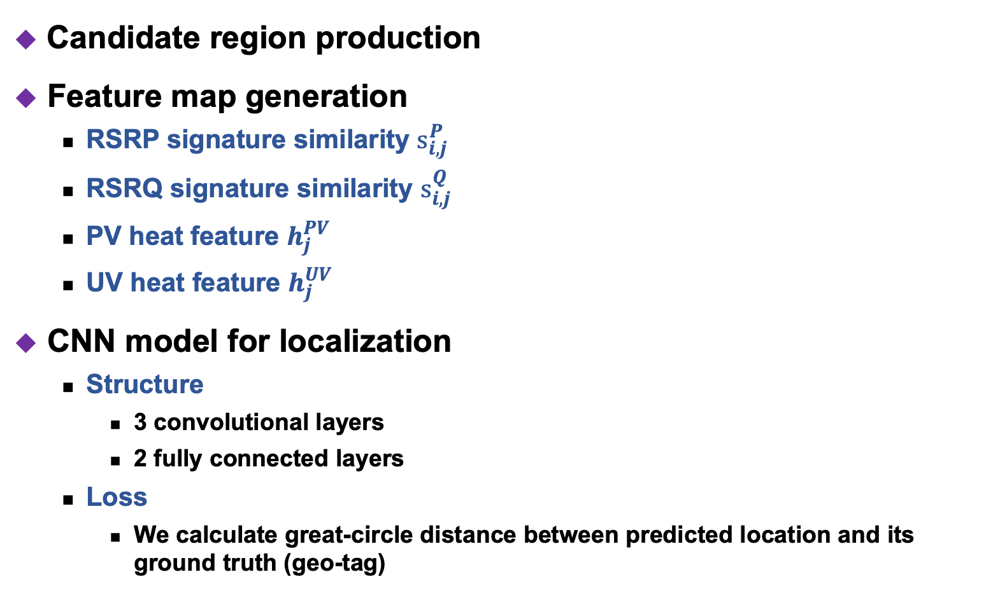 ◆ Candidate region production
◆ Feature map generation
▪ RSRP signature similarity $s_{i,j}^{P}$
▪ RSRQ signature similarity $s_{i,j}^{Q}$
▪ PV heat feature $h_{j}^{PV}$
▪ UV heat feature $h_{j}^{UV}$
◆ CNN model for localization
▪ Structure
▪ 3 convolutional layers
▪ 2 fully connected layers
▪ Loss
▪ We calculate great-circle distance between predicted location and its
ground truth (geo-tag)